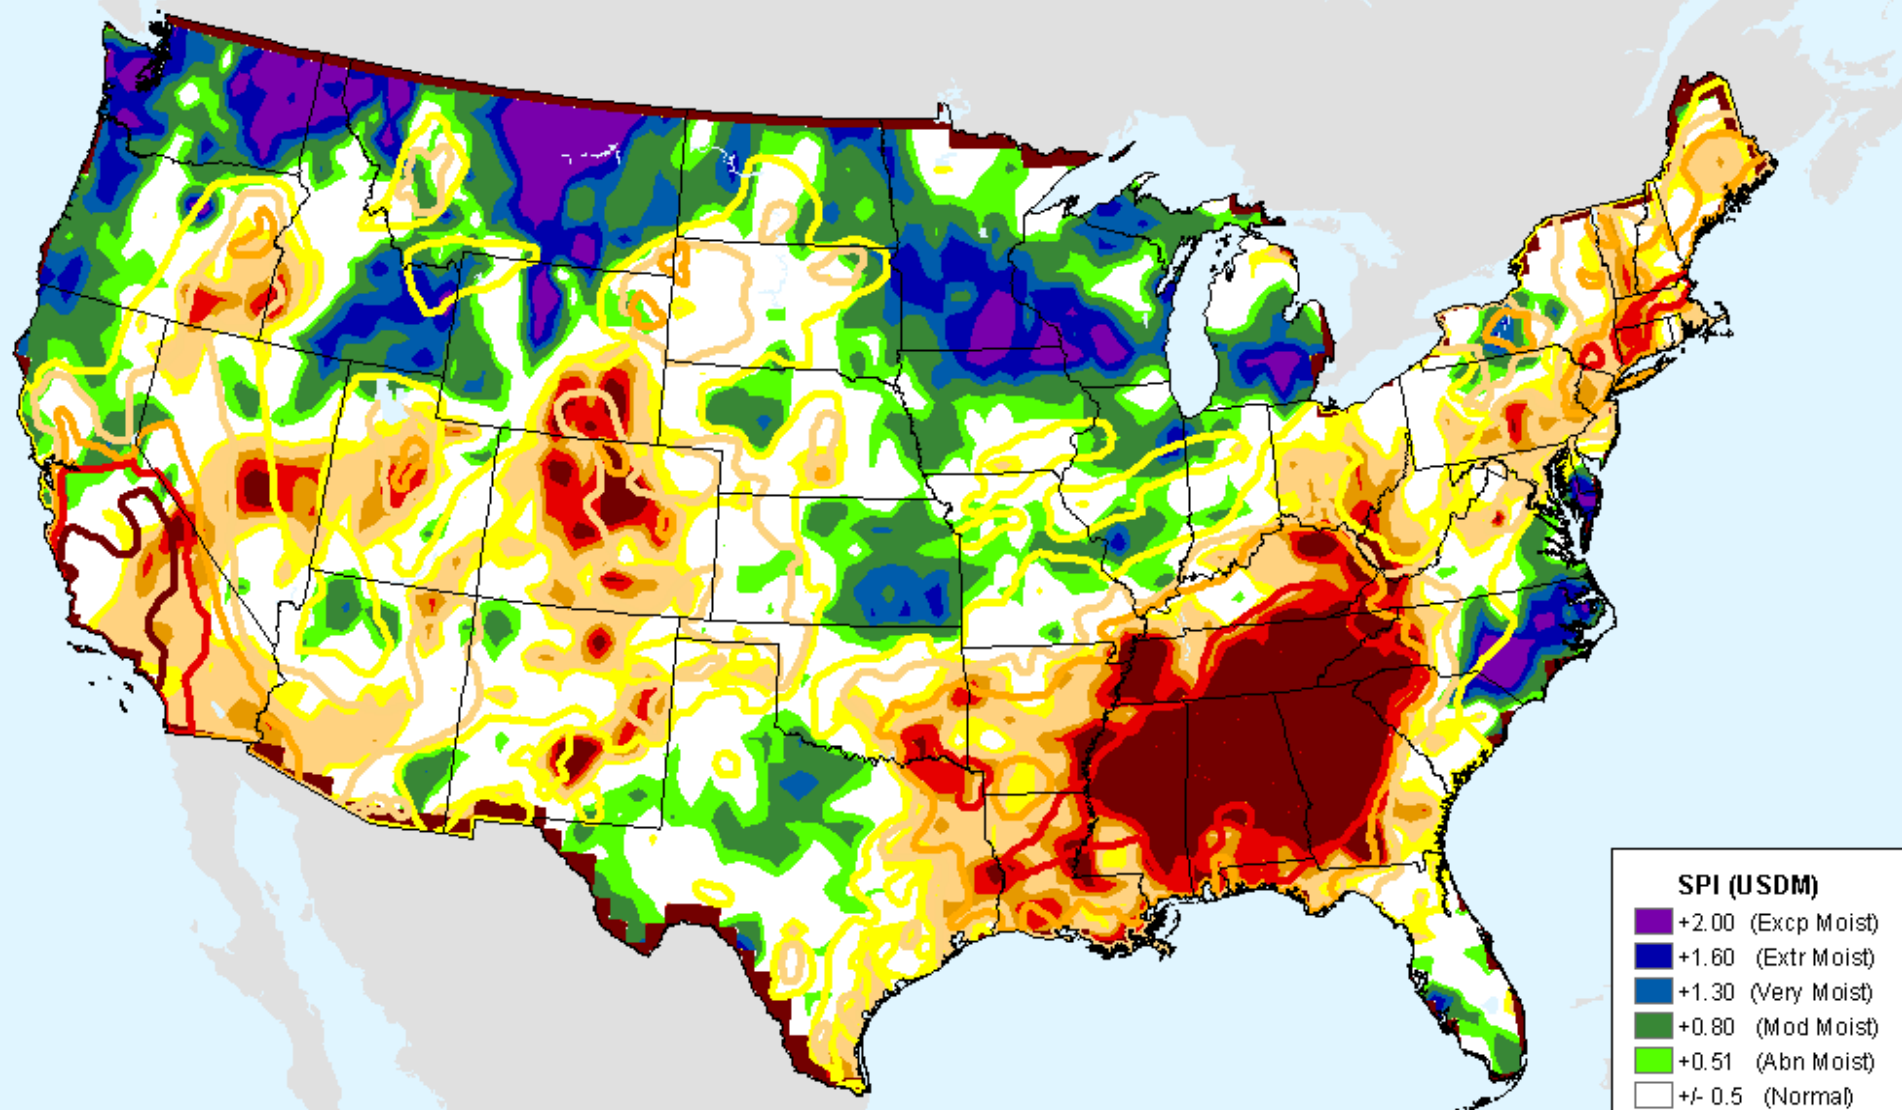 SPI (USDM)
+2.00 (Excp Moist)
+1.60 (Extr Moist)
+1.30 (Very Moist)
+0.80 (Mod Moist)
+0.51 (Abn Moist)
+/- 0.5 (Normal)